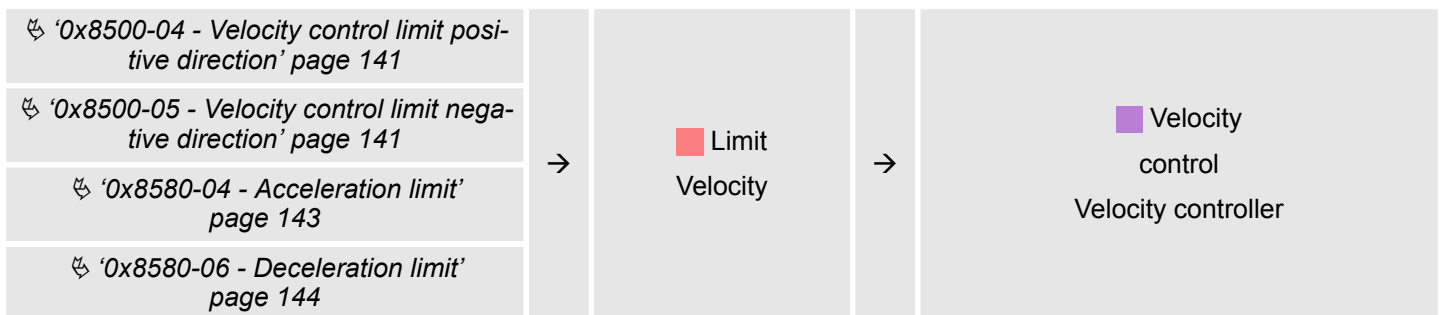 ↳ '0x8500-04 - Velocity control limit posi-
tive direction' page 141
↳ '0x8500-05 - Velocity control limit nega-
tive direction' page 141
↳ '0x8580-04 - Acceleration limit'
page 143
↳ '0x8580-06 - Deceleration limit'
page 144
→
Limit
Velocity
→
Velocity
control
Velocity controller